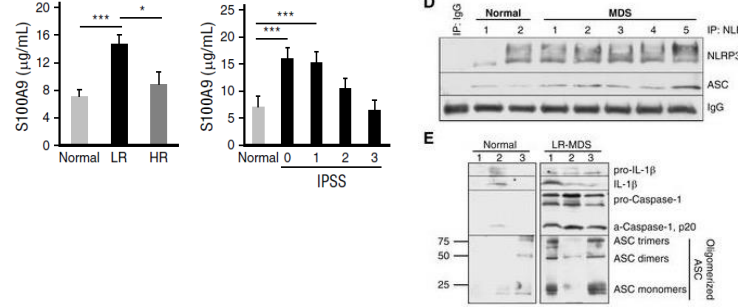 S100A9 (µg/mL)
20
16
12
8
4
0
***
*
Normal LR HR
S100A9 (µg/mL)
25
20
15
10
5
0
***
***
Normal 0 1 2 3
IPSS
D
IP: IgG
Normal MDS
1 2 1 2 3 4 5 IP: NL
NLRP3
ASC
IgG
E
Normal LR-MDS
1 2 3 1 2 3
pro-IL-1β
IL-1β
pro-Caspase-1
a-Caspase-1, p20
75
ASC trimers
50
ASC dimers
25
ASC monomers
Oligomerized
ASC